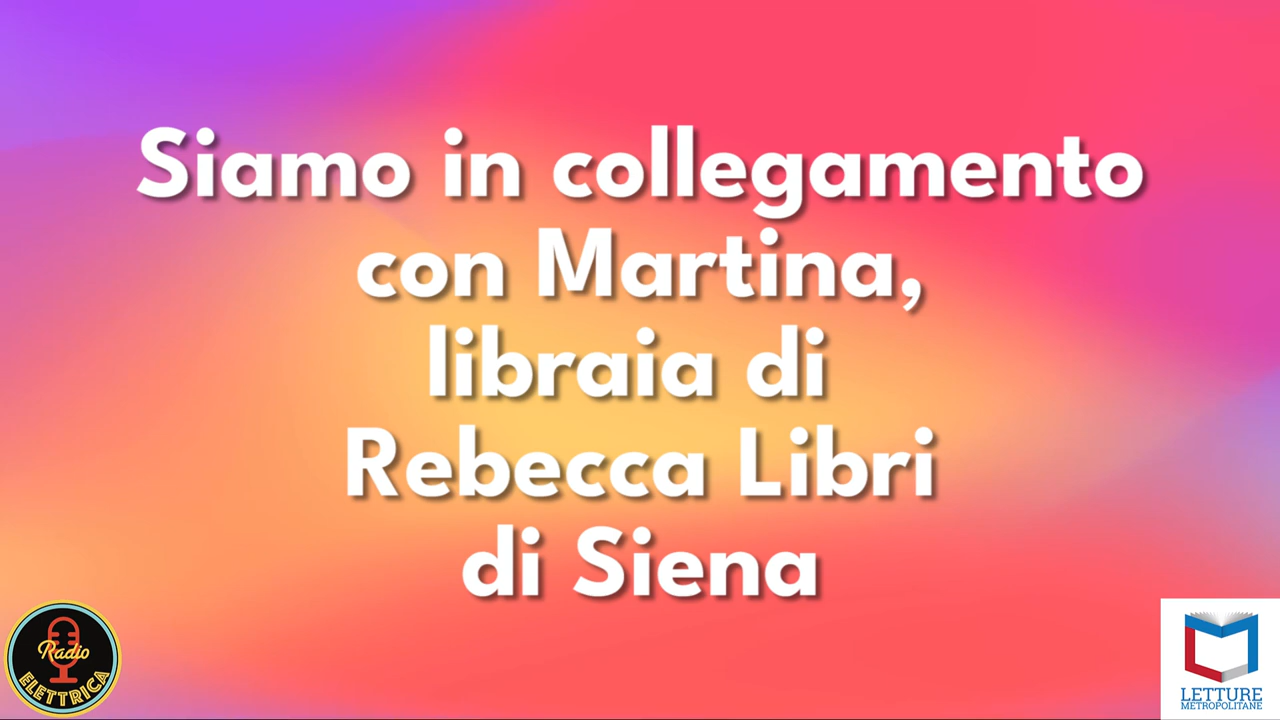 Siamo in collegamento
con Martina,
libraia di
Rebecca Libri
di Siena
Radio
ELETTRICA
LETTURE
METROPOLITANE